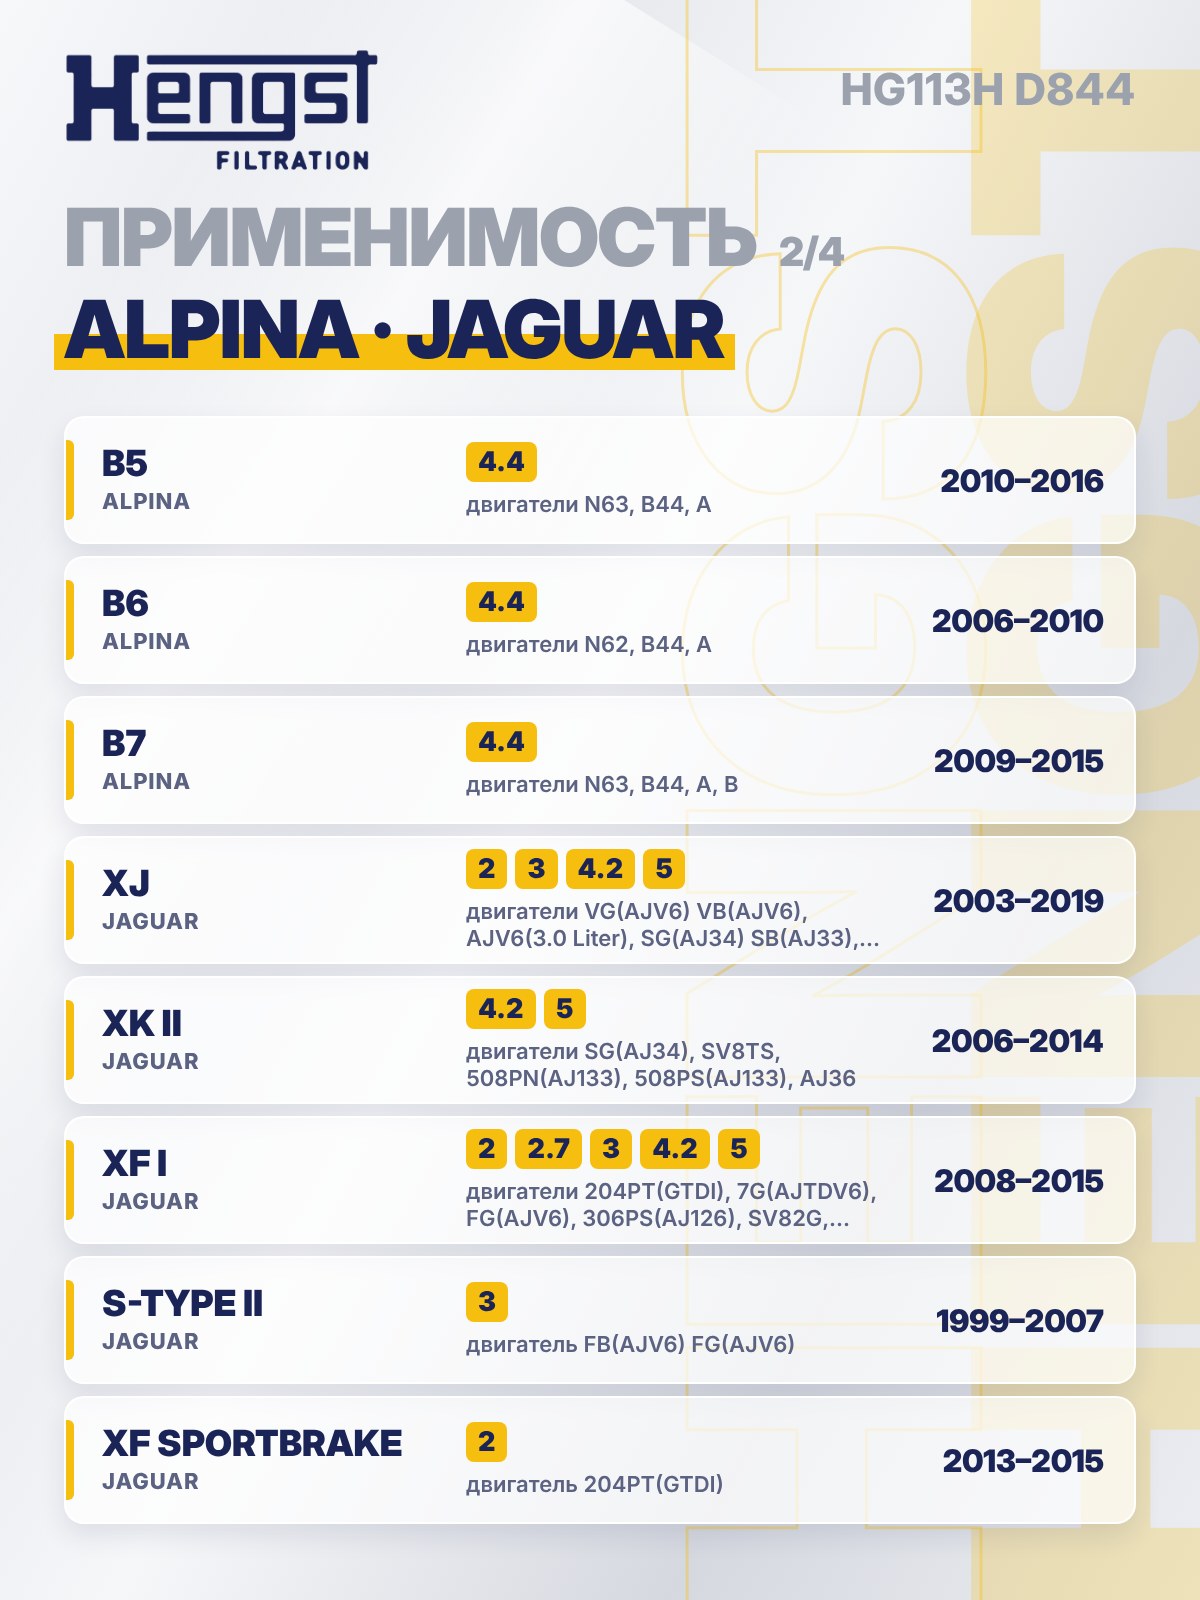 Hengst
FILTRATION
HG113H D844
ПРИМЕНИМОСТЬ 2/4
ALPINA · JAGUAR
B5
ALPINA
4.4
двигатели N63, B44, A
2010–2016
B6
ALPINA
4.4
двигатели N62, B44, A
2006–2010
B7
ALPINA
4.4
двигатели N63, B44, A, B
2009–2015
XJ
JAGUAR
2 3 4.2 5
двигатели VG(AJV6) VB(AJV6),
AJV6(3.0 Liter), SG(AJ34) SB(AJ33),...
2003–2019
XK II
JAGUAR
4.2 5
двигатели SG(AJ34), SV8TS,
508PN(AJ133), 508PS(AJ133), AJ36
2006–2014
XF I
JAGUAR
2 2.7 3 4.2 5
двигатели 204PT(GTDI), 7G(AJTDV6),
FG(AJV6), 306PS(AJ126), SV82G,...
2008–2015
S-TYPE II
JAGUAR
3
двигатель FB(AJV6) FG(AJV6)
1999–2007
XF SPORTBRAKE
JAGUAR
2
двигатель 204PT(GTDI)
2013–2015
HENGST
HENGST